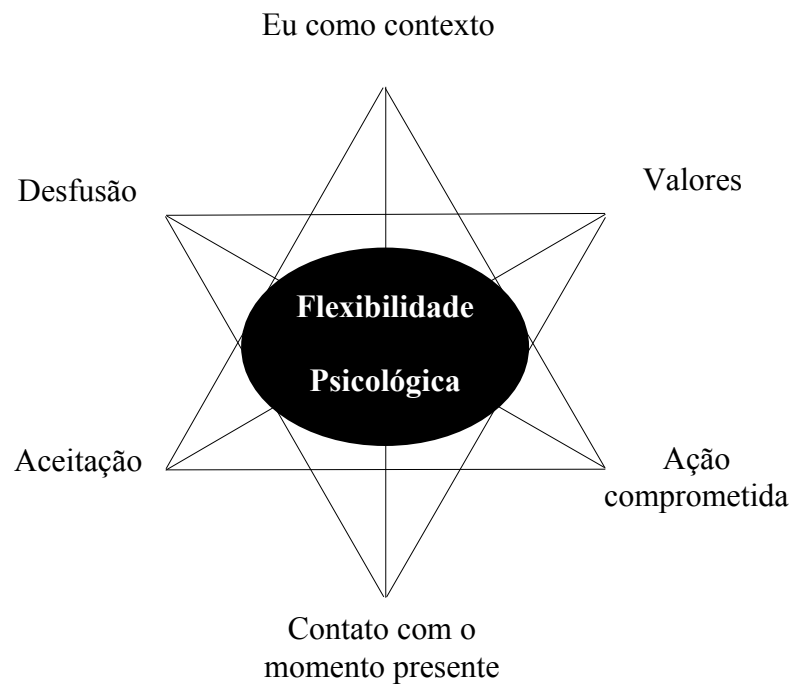 Eu como contexto
Desfusão
Valores
Flexibilidade
Psicológica
Aceitação
Ação
comprometida
Contato com o
momento presente